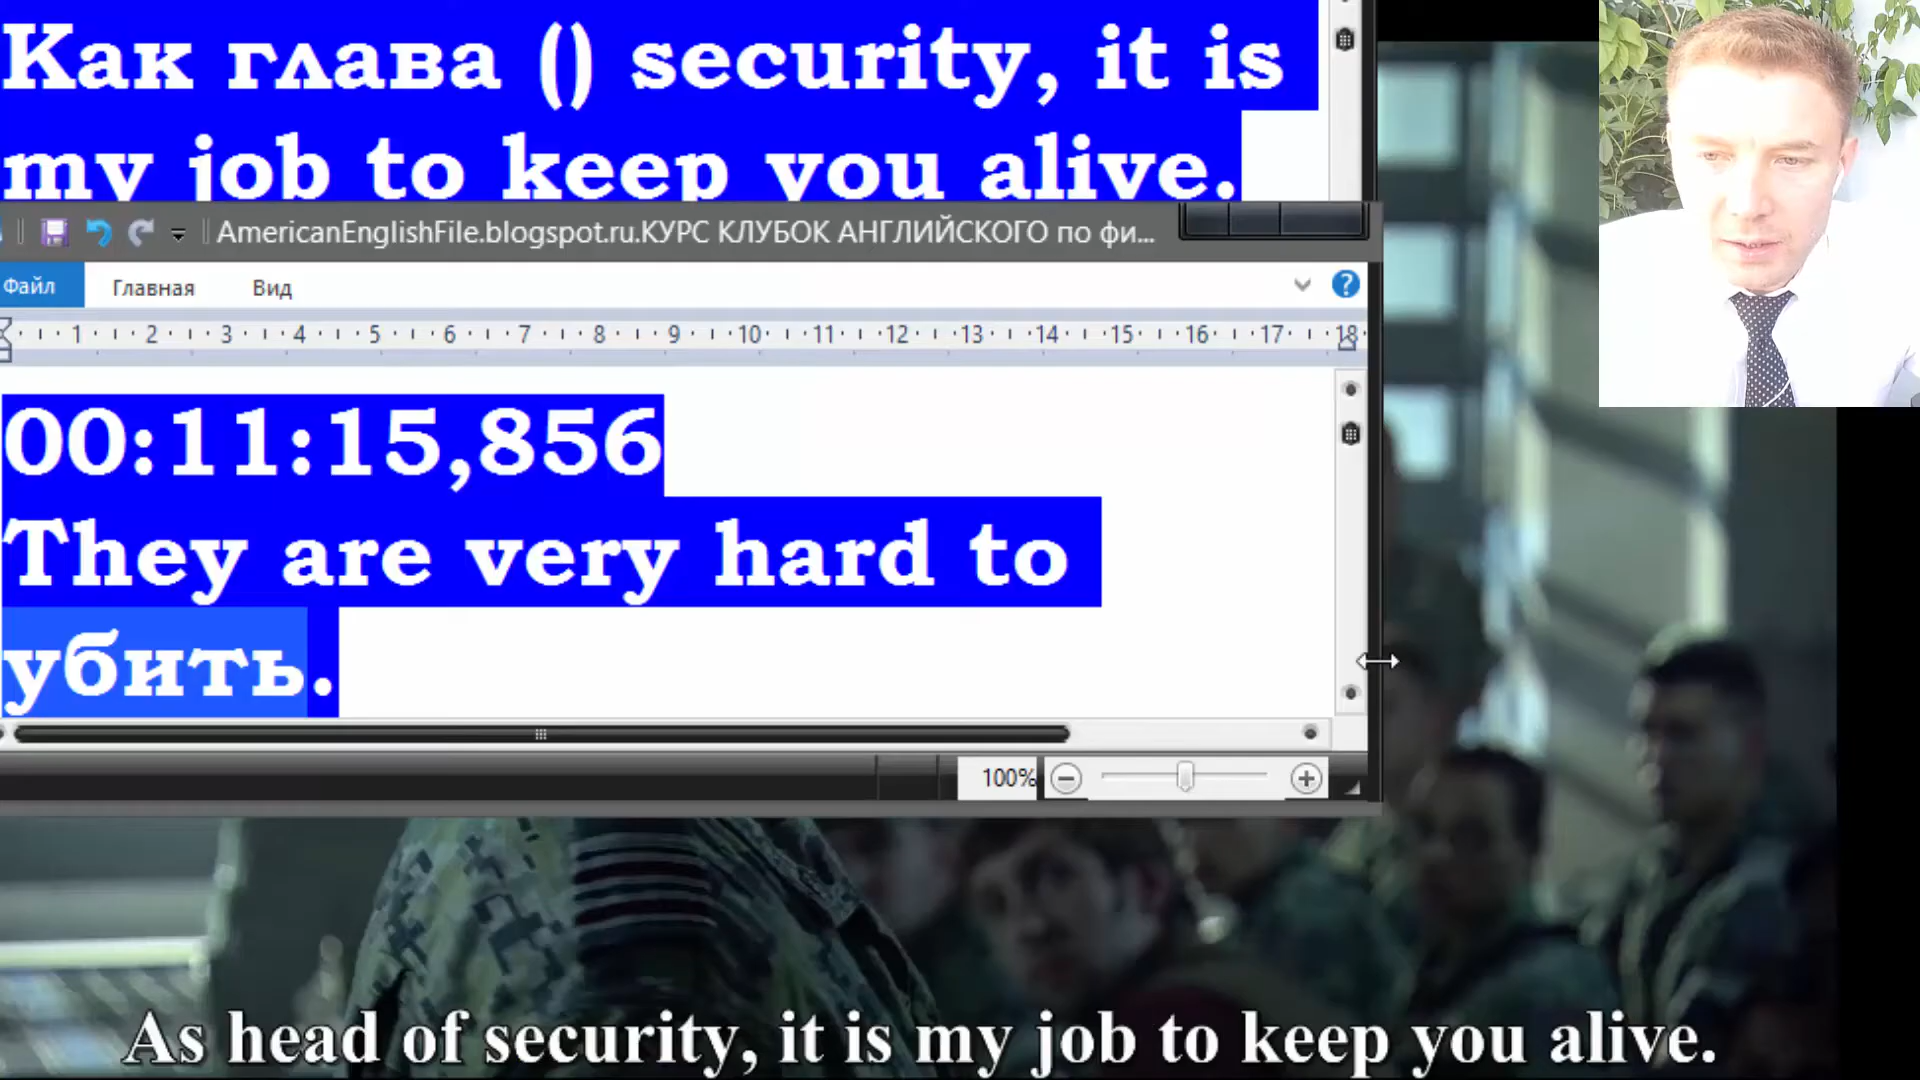 Как глава () security, it is
my job to keep you alive.
AmericanEnglishFile.blogspot.ru.КУРС КЛУБОК АНГЛИЙСКОГО по фи...
Файл Главная Вид
1 2 3 4 5 6 7 8 9 10 11 12 13 14 15 16 17 18
00:11:15,856
They are very hard to
убить.
100%
As head of security, it is my job to keep you alive.